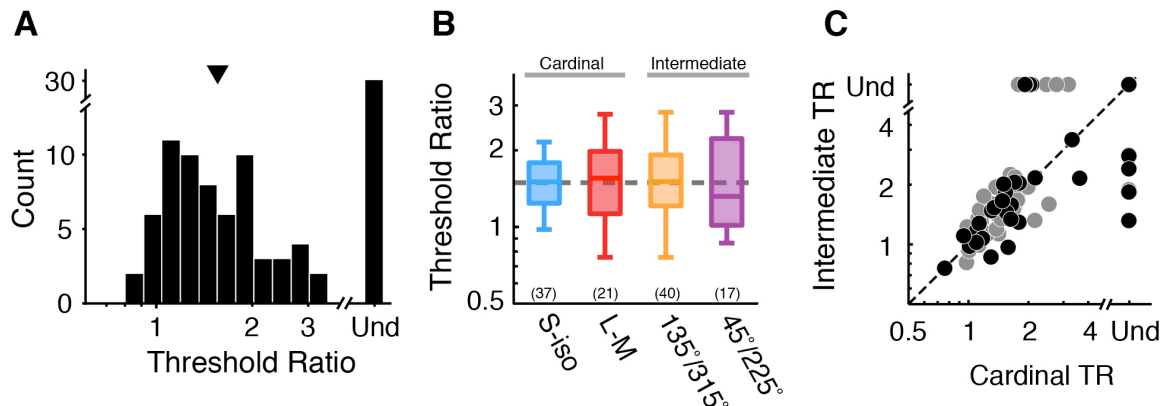 A
30
10
5
0
Count
1
2
3
Und
Threshold Ratio
B
Cardinal
Intermediate
3
2
1
0.5
Threshold Ratio
(37)
(21)
(40)
(17)
S-iso
L-M
135°/315°
45°/225°
C
Und
4
2
1
Intermediate TR
0.5
1
2
4
Und
Cardinal TR